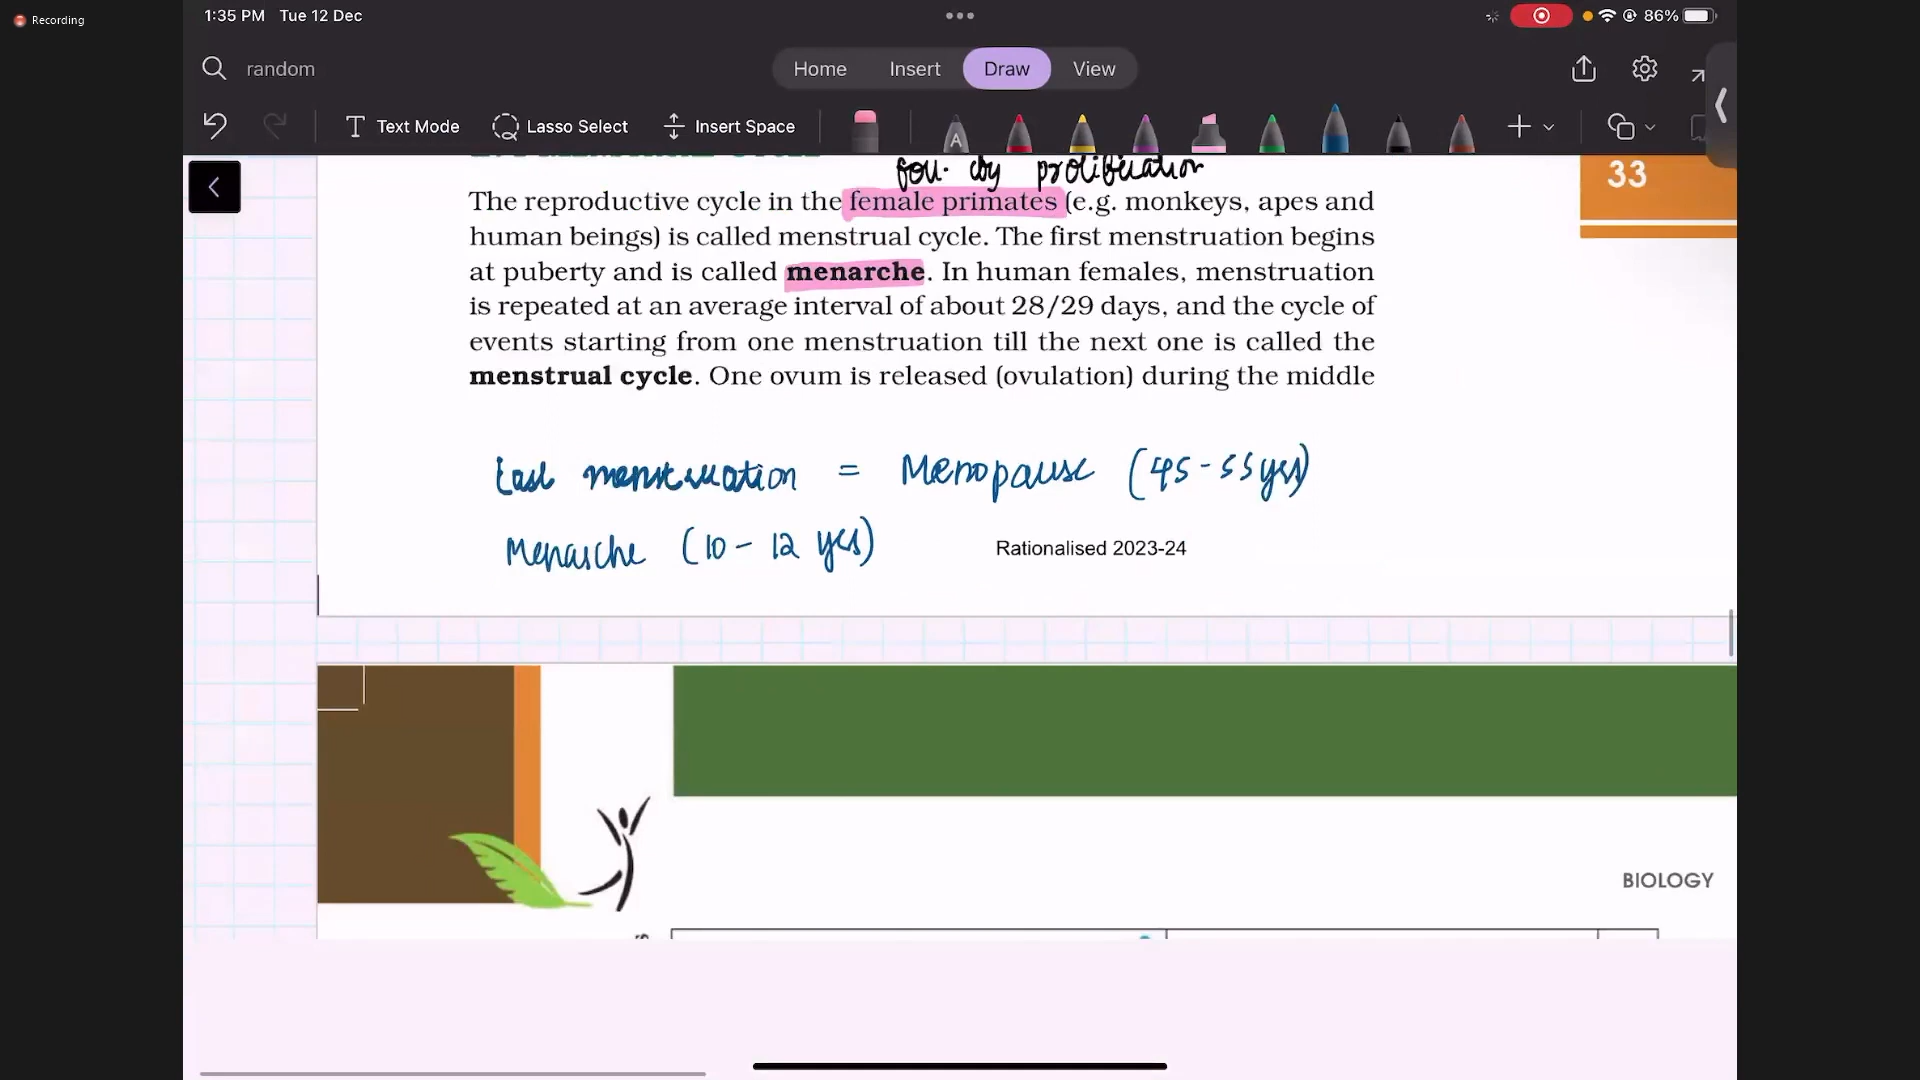 Recording
1:35 PM Tue 12 Dec
86%
random
Home Insert Draw View
Text Mode Lasso Select Insert Space
A
foll. by proliferation
33
The reproductive cycle in the female primates (e.g. monkeys, apes and
human beings) is called menstrual cycle. The first menstruation begins
at puberty and is called menarche. In human females, menstruation
is repeated at an average interval of about 28/29 days, and the cycle of
events starting from one menstruation till the next one is called the
menstrual cycle. One ovum is released (ovulation) during the middle
Last menstruation = Menopause (45-55 yrs)
Menarche (10-12 yrs)
Rationalised 2023-24
BIOLOGY